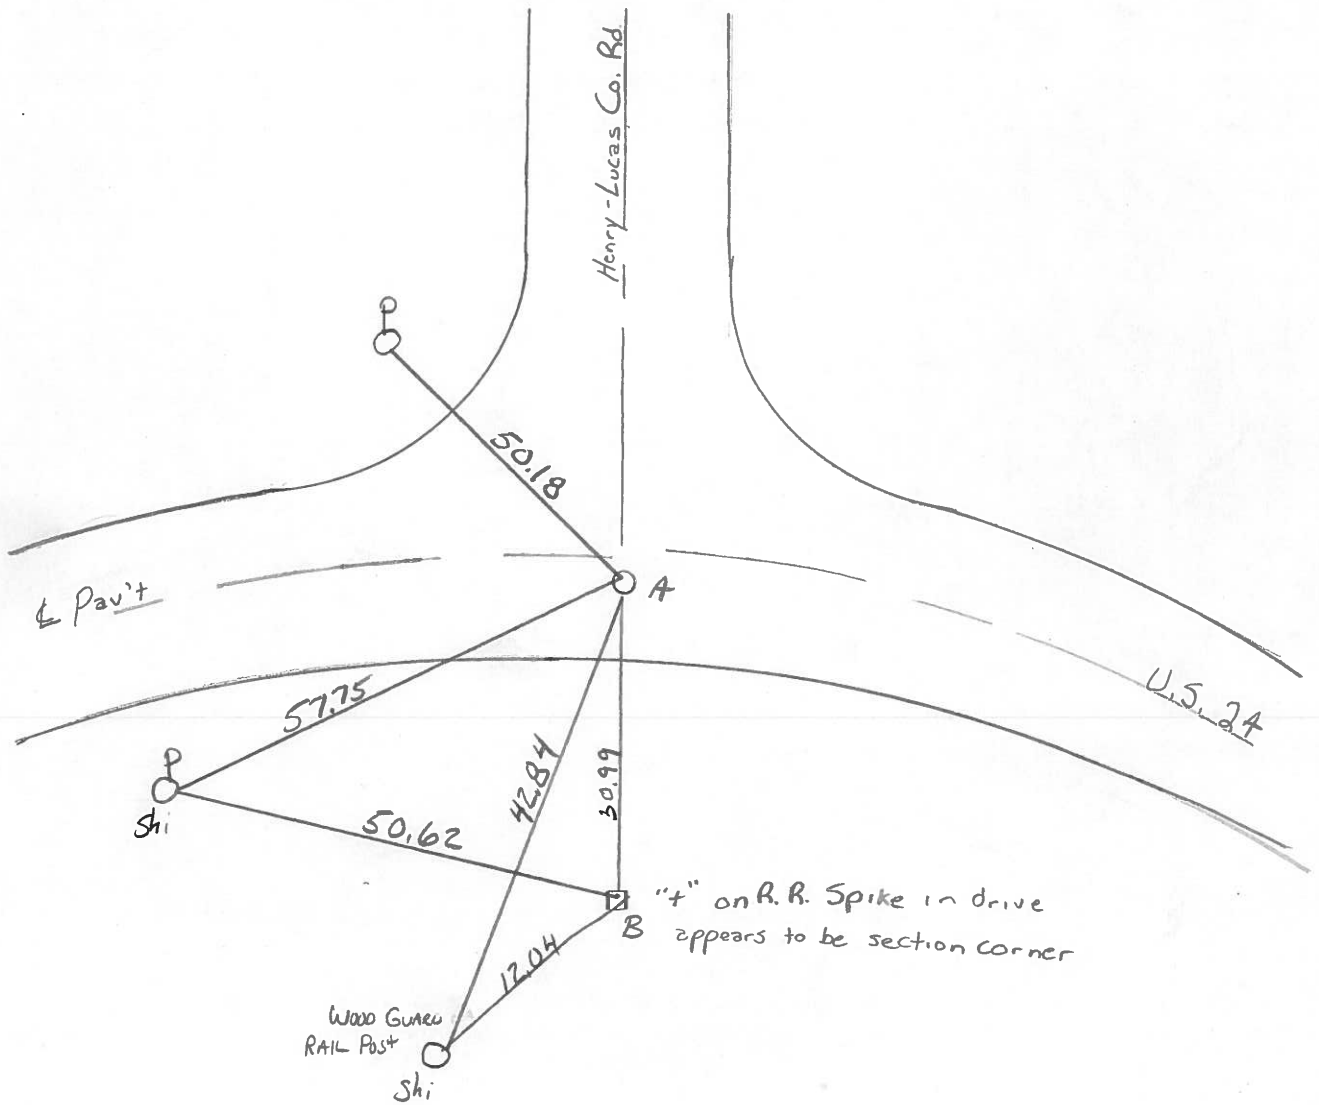 Henry-Lucas Co. Rd.
P
50.18
A
℄ Pav't
U.S. 24
57.75
P
Shi
42.84
30.99
50.62
"+" on R.R. Spike in drive
B appears to be section corner
12.04
WOOD GUARD
RAIL POST
Shi